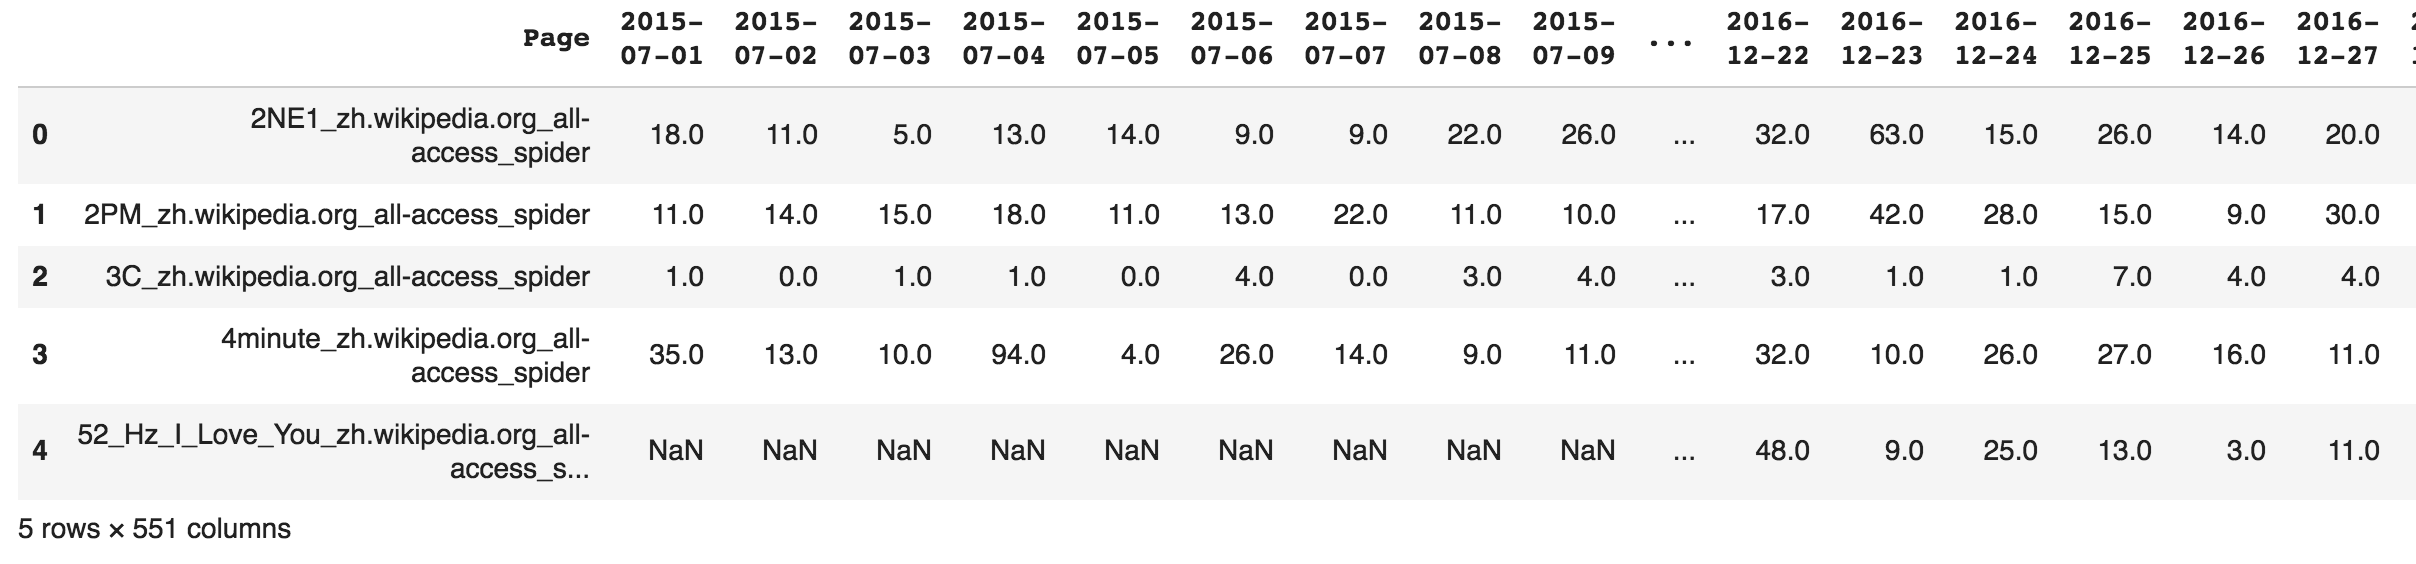 Page 2015-07-01 2015-07-02 2015-07-03 2015-07-04 2015-07-05 2015-07-06 2015-07-07 2015-07-08 2015-07-09 ... 2016-12-22 2016-12-23 2016-12-24 2016-12-25 2016-12-26 2016-12-27
0 2NE1_zh.wikipedia.org_all-access_spider 18.0 11.0 5.0 13.0 14.0 9.0 9.0 22.0 26.0 ... 32.0 63.0 15.0 26.0 14.0 20.0
1 2PM_zh.wikipedia.org_all-access_spider 11.0 14.0 15.0 18.0 11.0 13.0 22.0 11.0 10.0 ... 17.0 42.0 28.0 15.0 9.0 30.0
2 3C_zh.wikipedia.org_all-access_spider 1.0 0.0 1.0 1.0 0.0 4.0 0.0 3.0 4.0 ... 3.0 1.0 1.0 7.0 4.0 4.0
3 4minute_zh.wikipedia.org_all-access_spider 35.0 13.0 10.0 94.0 4.0 26.0 14.0 9.0 11.0 ... 32.0 10.0 26.0 27.0 16.0 11.0
4 52_Hz_I_Love_You_zh.wikipedia.org_all-access_s... NaN NaN NaN NaN NaN NaN NaN NaN NaN ... 48.0 9.0 25.0 13.0 3.0 11.0
5 rows × 551 columns